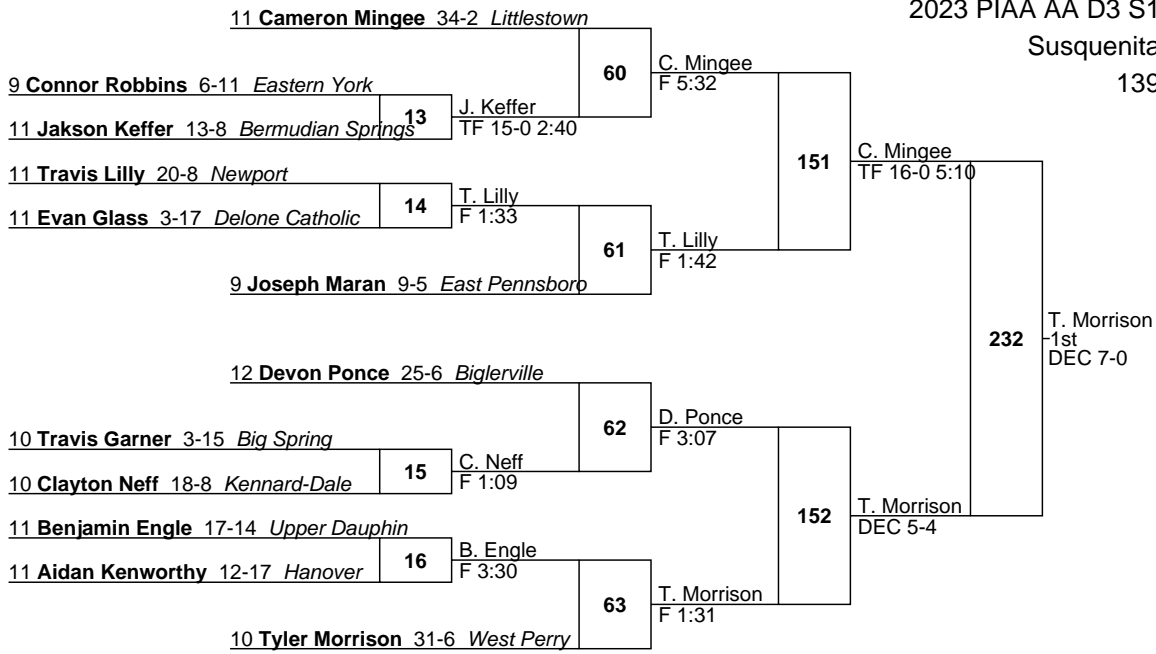 2023 PIAA AA D3 S1
Susquenita
139
11 Cameron Mingee 34-2 Littlestown
60
C. Mingee
F 5:32
9 Connor Robbins 6-11 Eastern York
13
J. Keffer
TF 15-0 2:40
11 Jakson Keffer 13-8 Bermudian Springs
151
C. Mingee
TF 16-0 5:10
11 Travis Lilly 20-8 Newport
14
T. Lilly
F 1:33
11 Evan Glass 3-17 Delone Catholic
61
T. Lilly
F 1:42
9 Joseph Maran 9-5 East Pennsboro
232
T. Morrison
1st
DEC 7-0
12 Devon Ponce 25-6 Biglerville
62
D. Ponce
F 3:07
10 Travis Garner 3-15 Big Spring
15
C. Neff
F 1:09
10 Clayton Neff 18-8 Kennard-Dale
152
T. Morrison
DEC 5-4
11 Benjamin Engle 17-14 Upper Dauphin
16
B. Engle
F 3:30
11 Aidan Kenworthy 12-17 Hanover
63
T. Morrison
F 1:31
10 Tyler Morrison 31-6 West Perry